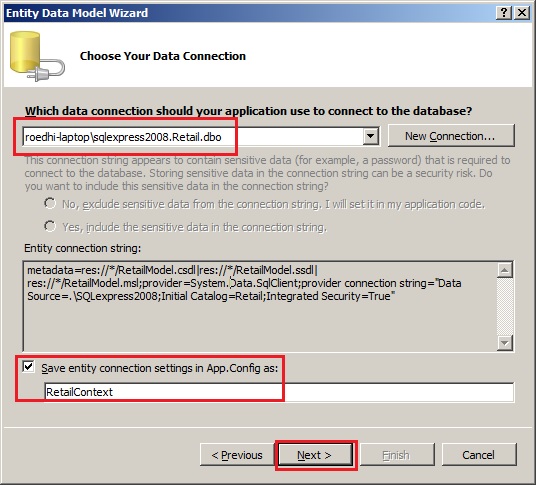 Entity Data Model Wizard
Choose Your Data Connection
Which data connection should your application use to connect to the database?
roedhi-laptop\sqlexpress2008.Retail.dbo
New Connection...
This connection string appears to contain sensitive data (for example, a password) that is required to
connect to the database. Storing sensitive data in the connection string can be a security risk. Do
you want to include this sensitive data in the connection string?
No, exclude sensitive data from the connection string. I will set it in my application code.
Yes, include the sensitive data in the connection string.
Entity connection string:
metadata=res://*/RetailModel.csdl|res://*/RetailModel.ssdl|
res://*/RetailModel.msl;provider=System.Data.SqlClient;provider connection string="Data
Source=.\SQLexpress2008;Initial Catalog=Retail;Integrated Security=True"
Save entity connection settings in App.Config as:
RetailContext
< Previous
Next >
Finish
Cancel